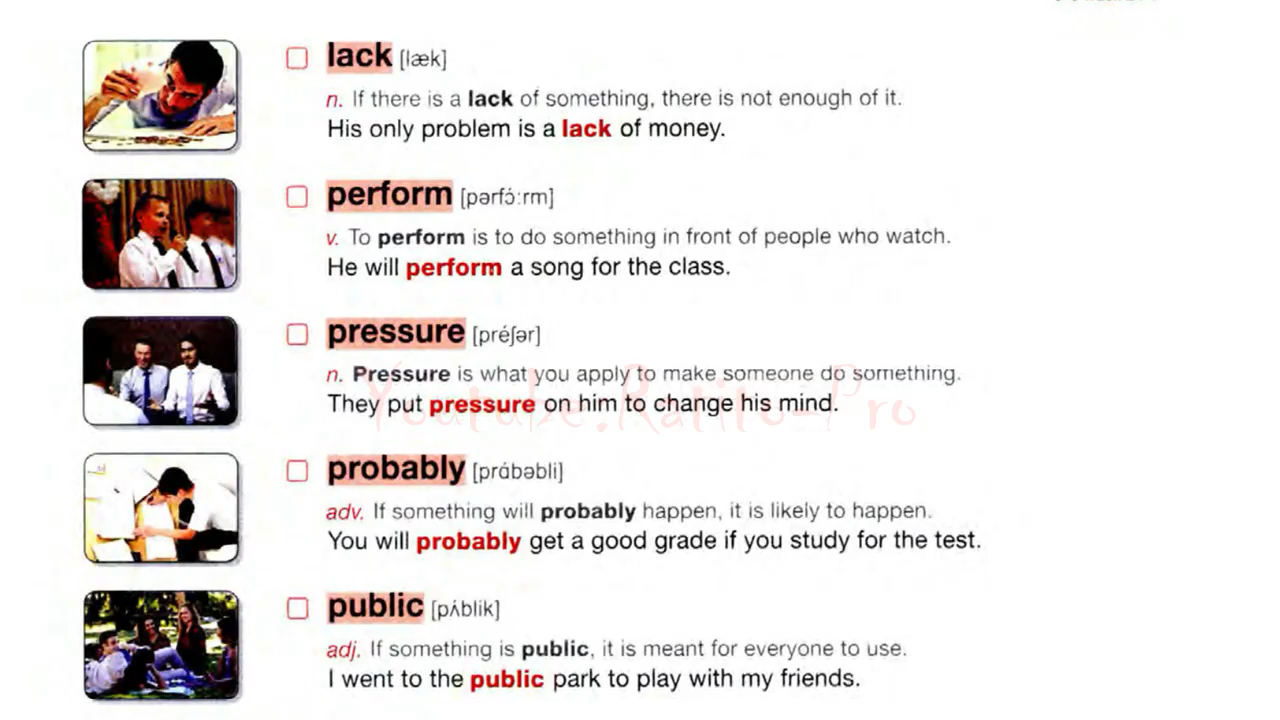 lack [læk]
n. If there is a lack of something, there is not enough of it.
His only problem is a lack of money.
perform [pərfɔ́ːrm]
v. To perform is to do something in front of people who watch.
He will perform a song for the class.
pressure [préʃər]
n. Pressure is what you apply to make someone do something.
They put pressure on him to change his mind.
Youtube.Ratito-Pro
probably [prɑ́bəbli]
adv. If something will probably happen, it is likely to happen.
You will probably get a good grade if you study for the test.
public [pʌ́blik]
adj. If something is public, it is meant for everyone to use.
I went to the public park to play with my friends.